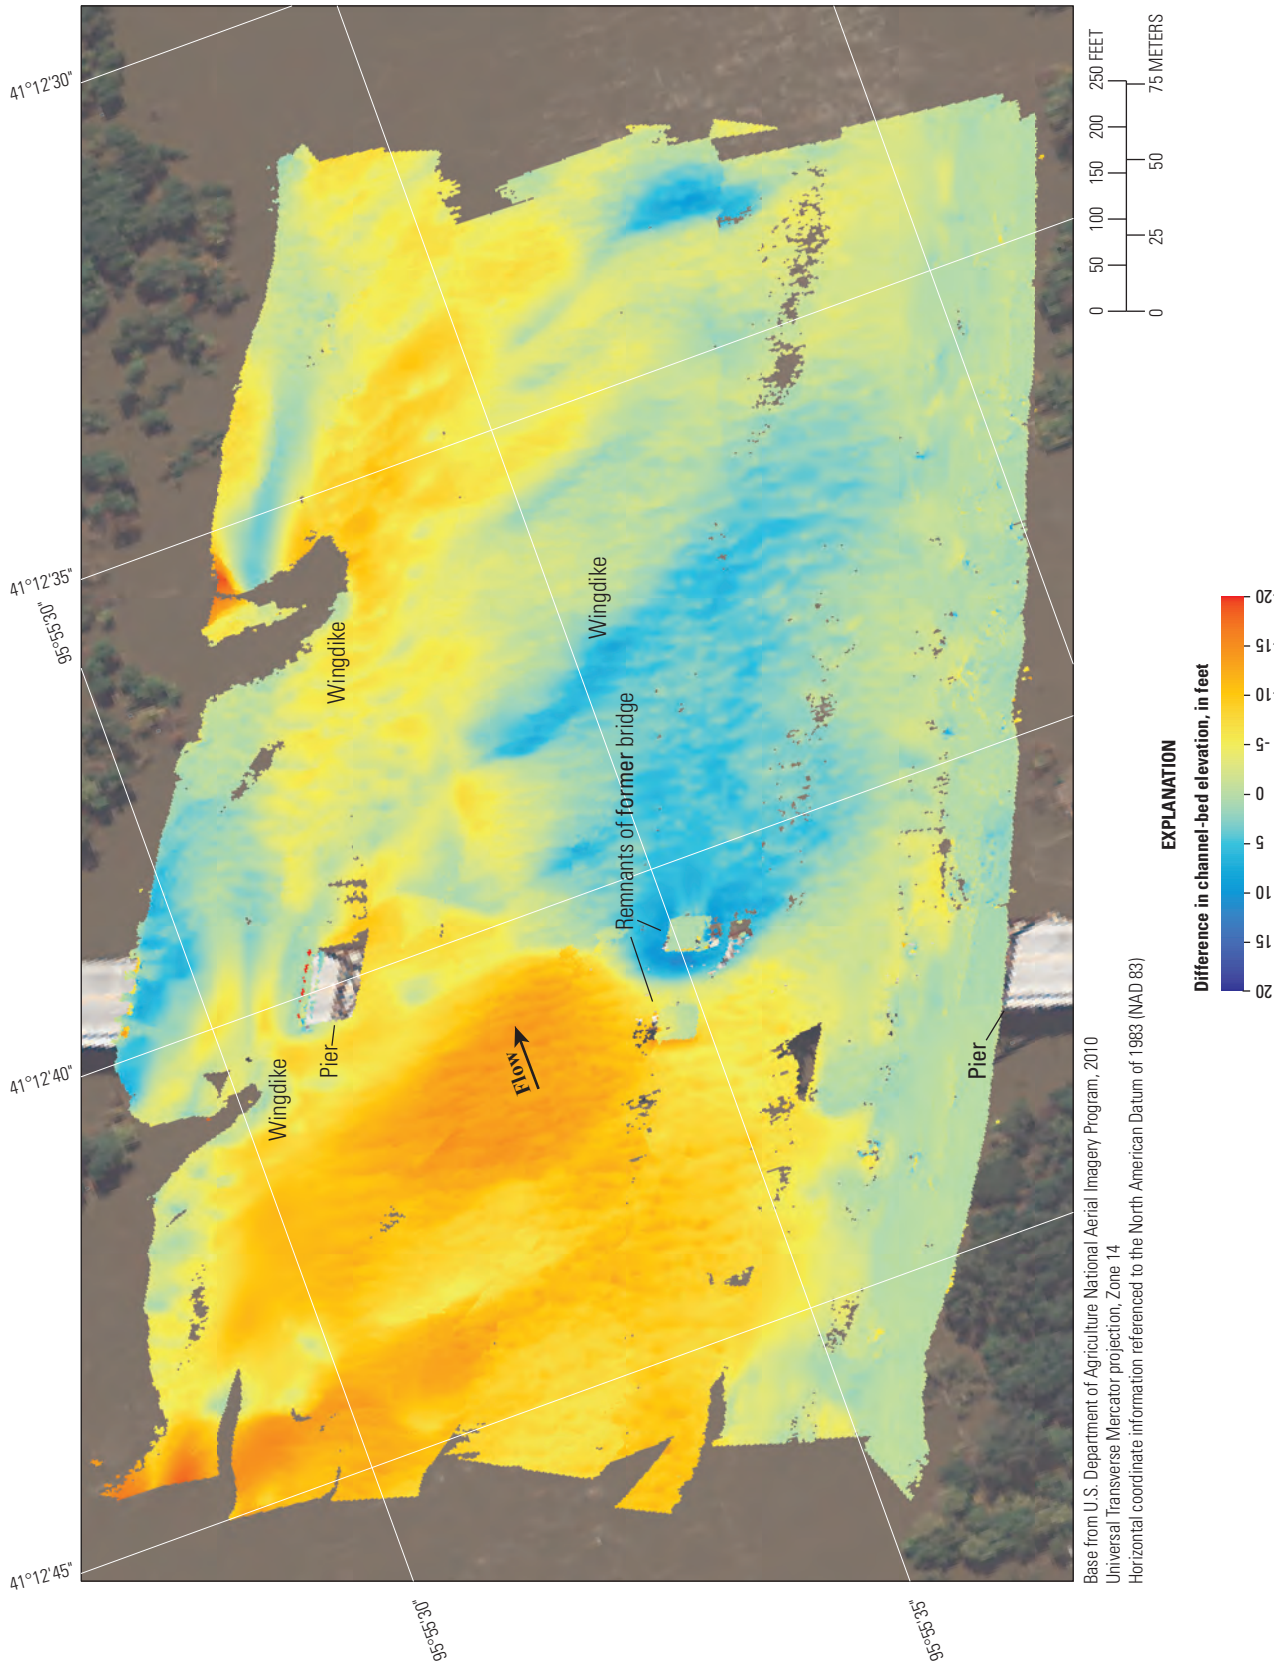 41°12'45"
41°12'40"
41°12'35"
95°55'30"
41°12'30"
Wingdike
Pier
Wingdike
Flow
Wingdike
Remnants of former bridge
Pier
95°55'30"
95°55'35"
Base from U.S. Department of Agriculture National Aerial Imagery Program, 2010
Universal Transverse Mercator projection, Zone 14
Horizontal coordinate information referenced to the North American Datum of 1983 (NAD 83)
0 50 100 150 200 250 FEET
0 25 50 75 METERS
EXPLANATION
Difference in channel-bed elevation, in feet
20 15 10 5 0 -5 -10 -15 -20